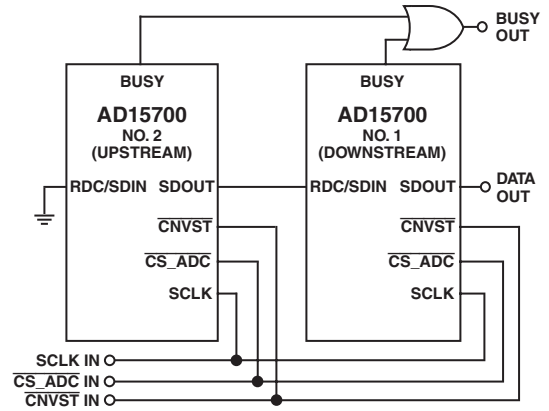 BUSY
OUT
BUSY
AD15700
NO. 2
(UPSTREAM)
RDC/SDIN SDOUT
CNVST
CS_ADC
SCLK
BUSY
AD15700
NO. 1
(DOWNSTREAM)
RDC/SDIN SDOUT
CNVST
CS_ADC
SCLK
DATA
OUT
SCLK IN
CS_ADC IN
CNVST IN